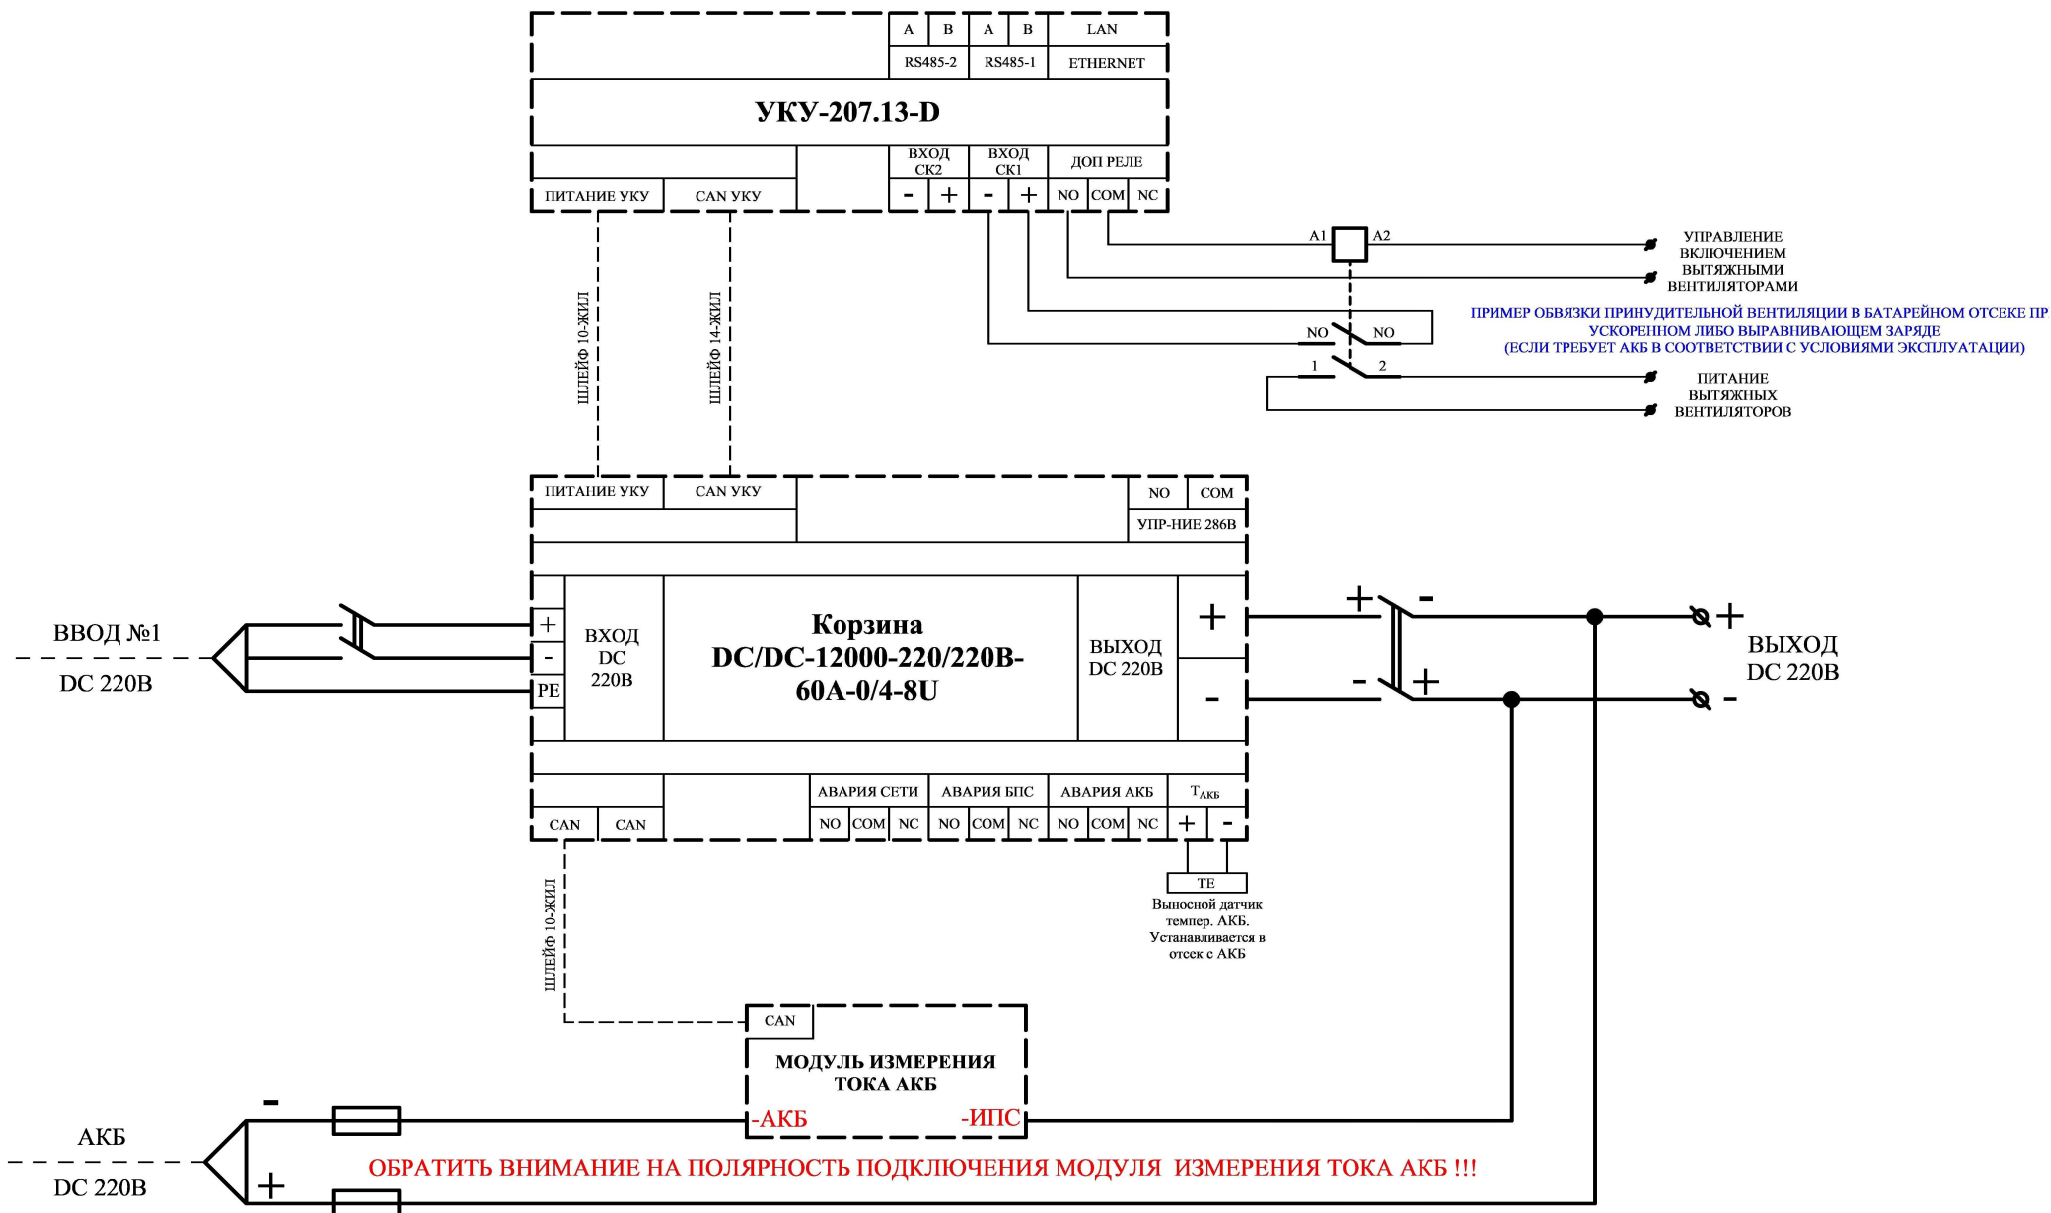 A B A B LAN
RS485-2 RS485-1 ETHERNET
УКУ-207.13-D
ВХОД СК2 ВХОД СК1 ДОП РЕЛЕ
ПИТАНИЕ УКУ CAN УКУ - + - + NO COM NC
A1 A2
УПРАВЛЕНИЕ
ВКЛЮЧЕНИЕМ
ВЫТЯЖНЫМИ
ВЕНТИЛЯТОРАМИ
ШЛЕЙФ 10-ЖИЛ
ШЛЕЙФ 14-ЖИЛ
ПРИМЕР ОБВЯЗКИ ПРИНУДИТЕЛЬНОЙ ВЕНТИЛЯЦИИ В БАТАРЕЙНОМ ОТСЕКЕ ПР
УСКОРЕННОМ ЛИБО ВЫРАВНИВАЮЩЕМ ЗАРЯДЕ
(ЕСЛИ ТРЕБУЕТ АКБ В СООТВЕТСТВИИ С УСЛОВИЯМИ ЭКСПЛУАТАЦИИ)
NO NO
1 2
ПИТАНИЕ
ВЫТЯЖНЫХ
ВЕНТИЛЯТОРОВ
ПИТАНИЕ УКУ CAN УКУ NO COM
УПР-НИЕ 286В
ВВОД №1
DC 220В
+
-
PE
ВХОД
DC
220В
Корзина
DC/DC-12000-220/220В-
60А-0/4-8U
ВЫХОД
DC 220В
+
-
+ -
- +
+
-
ВЫХОД
DC 220В
АВАРИЯ СЕТИ АВАРИЯ БПС АВАРИЯ АКБ ТАКБ
CAN CAN NO COM NC NO COM NC NO COM NC + -
TE
Выносной датчик
темпер. АКБ.
Устанавливается в
отсек с АКБ
ШЛЕЙФ 10-ЖИЛ
CAN
МОДУЛЬ ИЗМЕРЕНИЯ
ТОКА АКБ
-АКБ -ИПС
АКБ
DC 220В
-
+
ОБРАТИТЬ ВНИМАНИЕ НА ПОЛЯРНОСТЬ ПОДКЛЮЧЕНИЯ МОДУЛЯ ИЗМЕРЕНИЯ ТОКА АКБ !!!